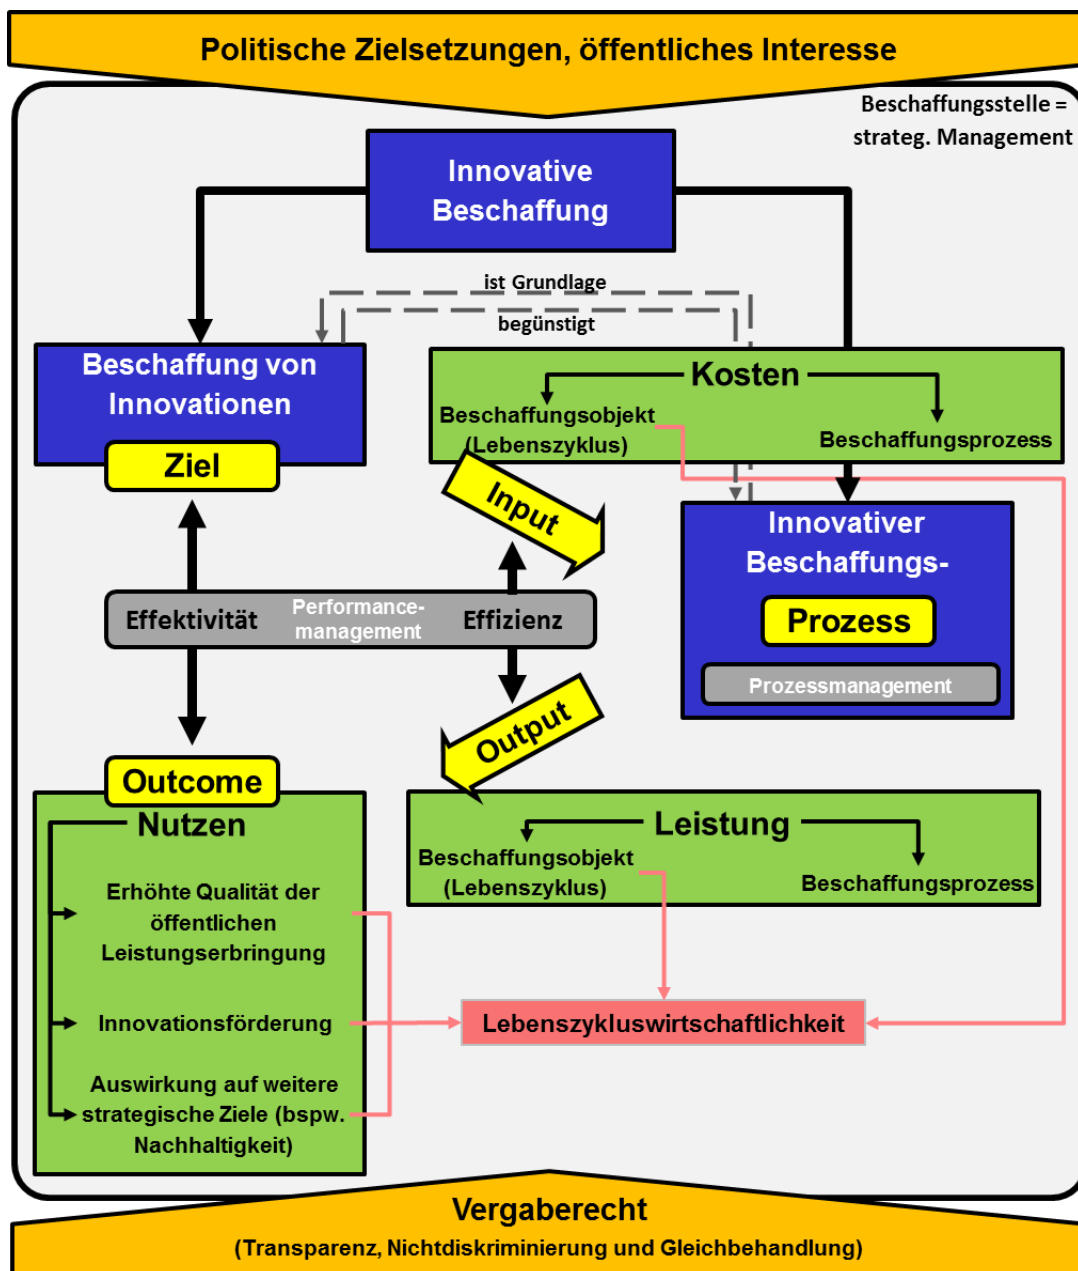 Politische Zielsetzungen, öffentliches Interesse
Beschaffungsstelle =
strateg. Management
Innovative
Beschaffung
ist Grundlage
begünstigt
Beschaffung von
Innovationen
Ziel
Kosten
Beschaffungsobjekt
(Lebenszyklus)
Beschaffungsprozess
Input
Innovativer
Beschaffungs-
Prozess
Prozessmanagement
Effektivität
Performance-
management
Effizienz
Output
Outcome
Nutzen
Erhöhte Qualität der
öffentlichen
Leistungserbringung
Innovationsförderung
Auswirkung auf weitere
strategische Ziele (bspw.
Nachhaltigkeit)
Leistung
Beschaffungsobjekt
(Lebenszyklus)
Beschaffungsprozess
Lebenszykluswirtschaftlichkeit
Vergaberecht
(Transparenz, Nichtdiskriminierung und Gleichbehandlung)